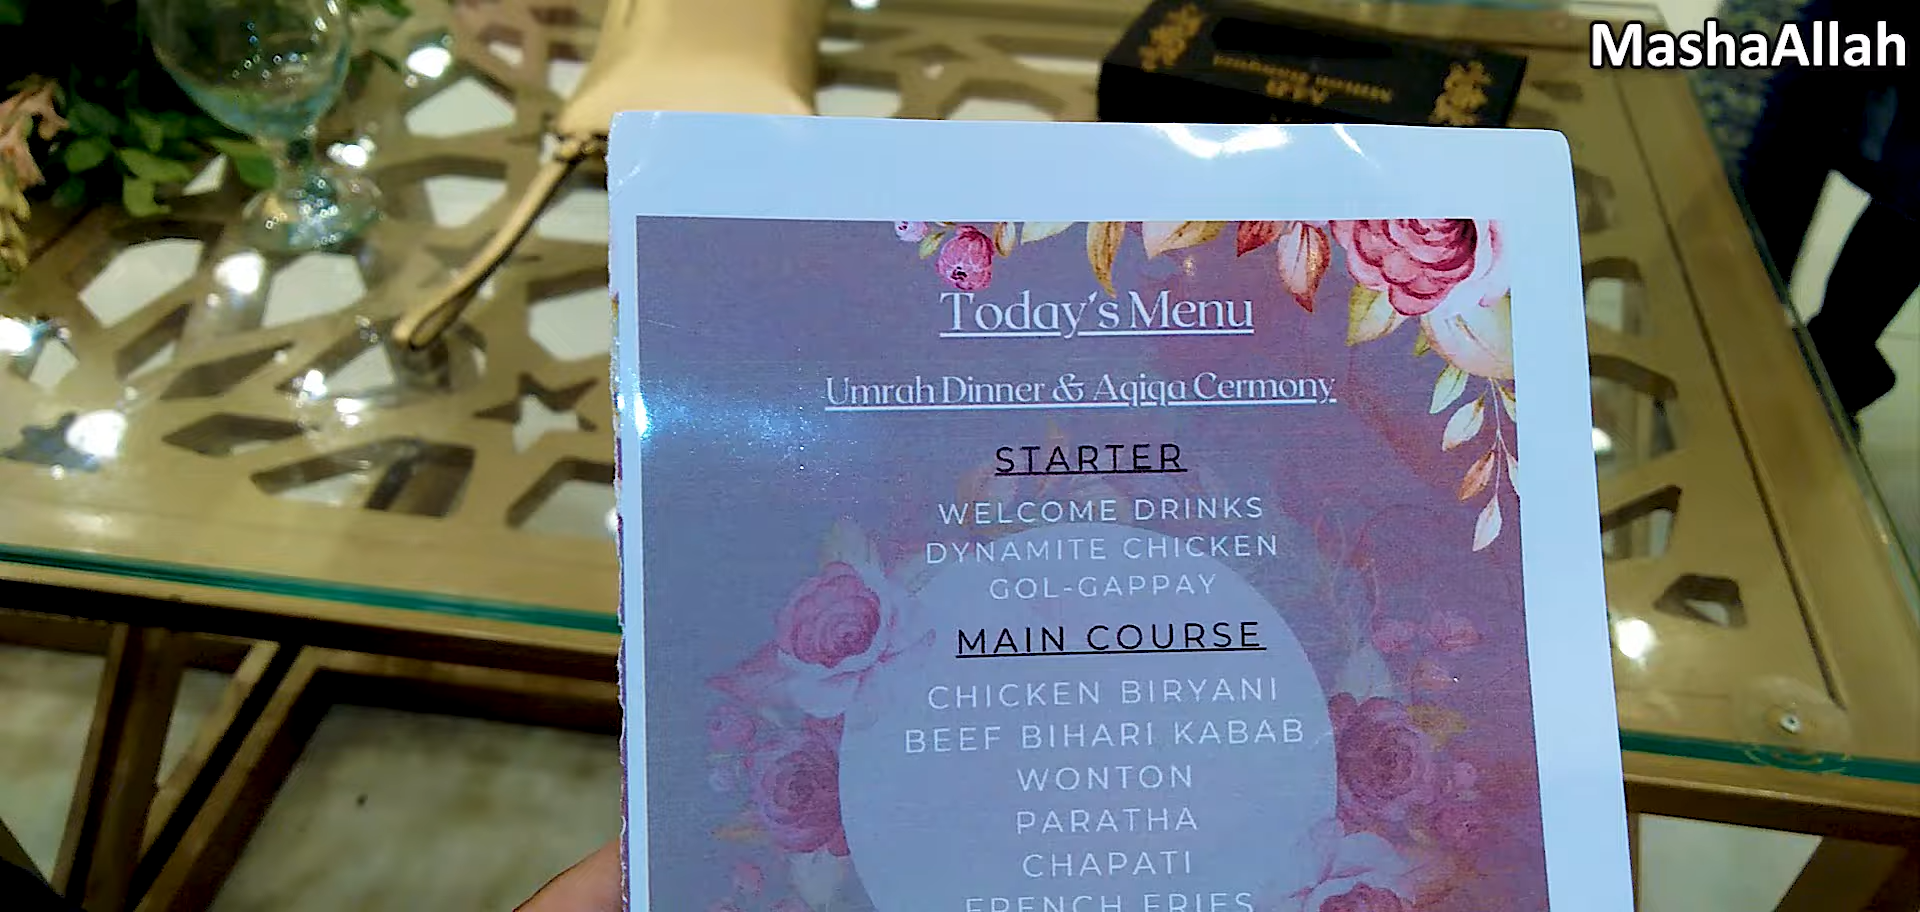 MashaAllah
Today's Menu
Umrah Dinner & Aqiqa Cermony
STARTER
WELCOME DRINKS
DYNAMITE CHICKEN
GOL-GAPPAY
MAIN COURSE
CHICKEN BIRYANI
BEEF BIHARI KABAB
WONTON
PARATHA
CHAPATI
FRENCH FRIES